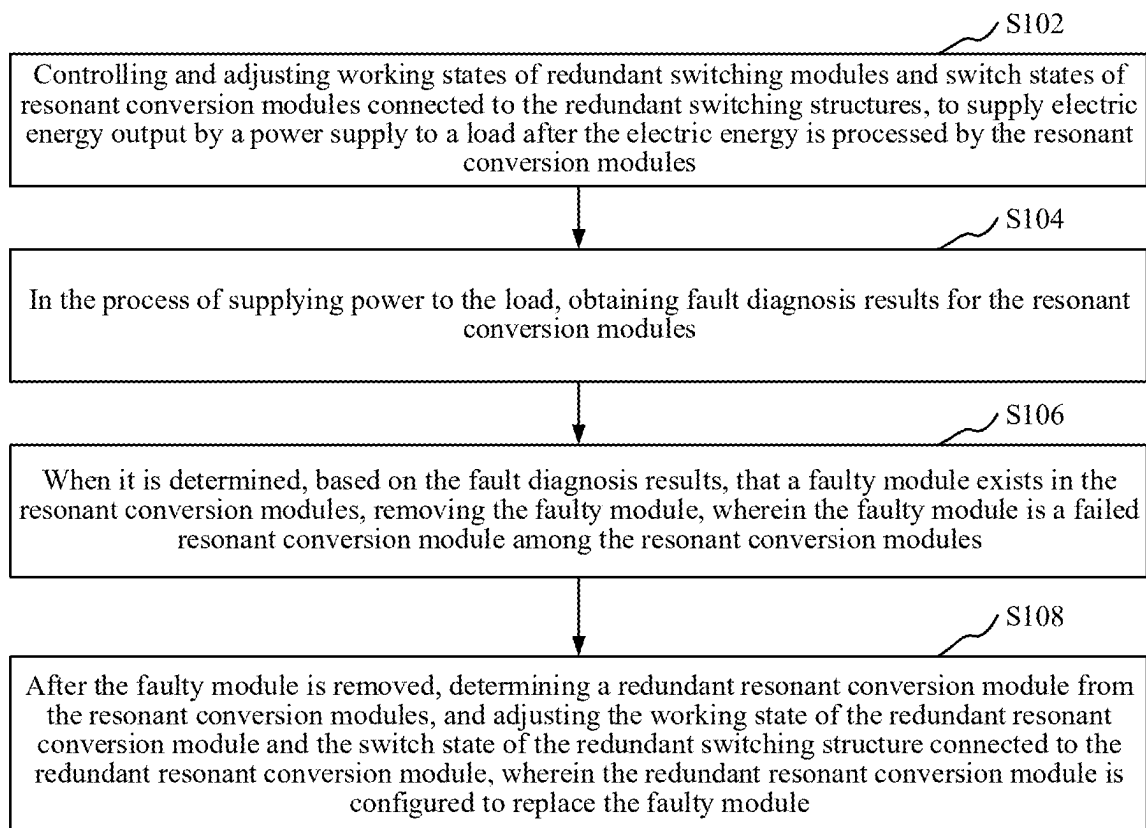 S102
Controlling and adjusting working states of redundant switching modules and switch states of
resonant conversion modules connected to the redundant switching structures, to supply electric
energy output by a power supply to a load after the electric energy is processed by the resonant
conversion modules
S104
In the process of supplying power to the load, obtaining fault diagnosis results for the resonant
conversion modules
S106
When it is determined, based on the fault diagnosis results, that a faulty module exists in the
resonant conversion modules, removing the faulty module, wherein the faulty module is a failed
resonant conversion module among the resonant conversion modules
S108
After the faulty module is removed, determining a redundant resonant conversion module from
the resonant conversion modules, and adjusting the working state of the redundant resonant
conversion module and the switch state of the redundant switching structure connected to the
redundant resonant conversion module, wherein the redundant resonant conversion module is
configured to replace the faulty module